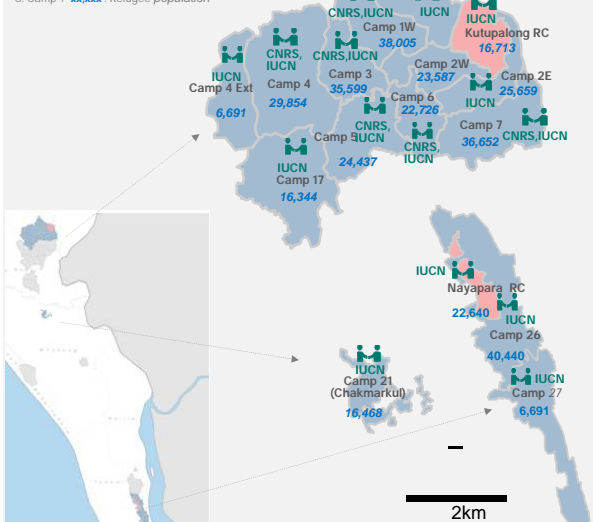 Refugee population
IUCN
CNRS,IUCN
IUCN
Camp 1W
38,005
Kutupalong RC
16,713
CNRS,
IUCN
CNRS,IUCN
IUCN
Camp 4 Ext
6,691
Camp 4
29,854
Camp 3
35,599
Camp 2W
23,587
Camp 2E
25,659
IUCN
Camp 6
22,726
CNRS,
IUCN
Camp 5
24,437
CNRS,
IUCN
Camp 7
36,652
CNRS,IUCN
IUCN
Camp 17
16,344
IUCN
Nayapara RC
22,640
IUCN
Camp 26
40,440
IUCN
Camp 21
(Chakmarkul)
16,468
IUCN
Camp 27
6,691
2km